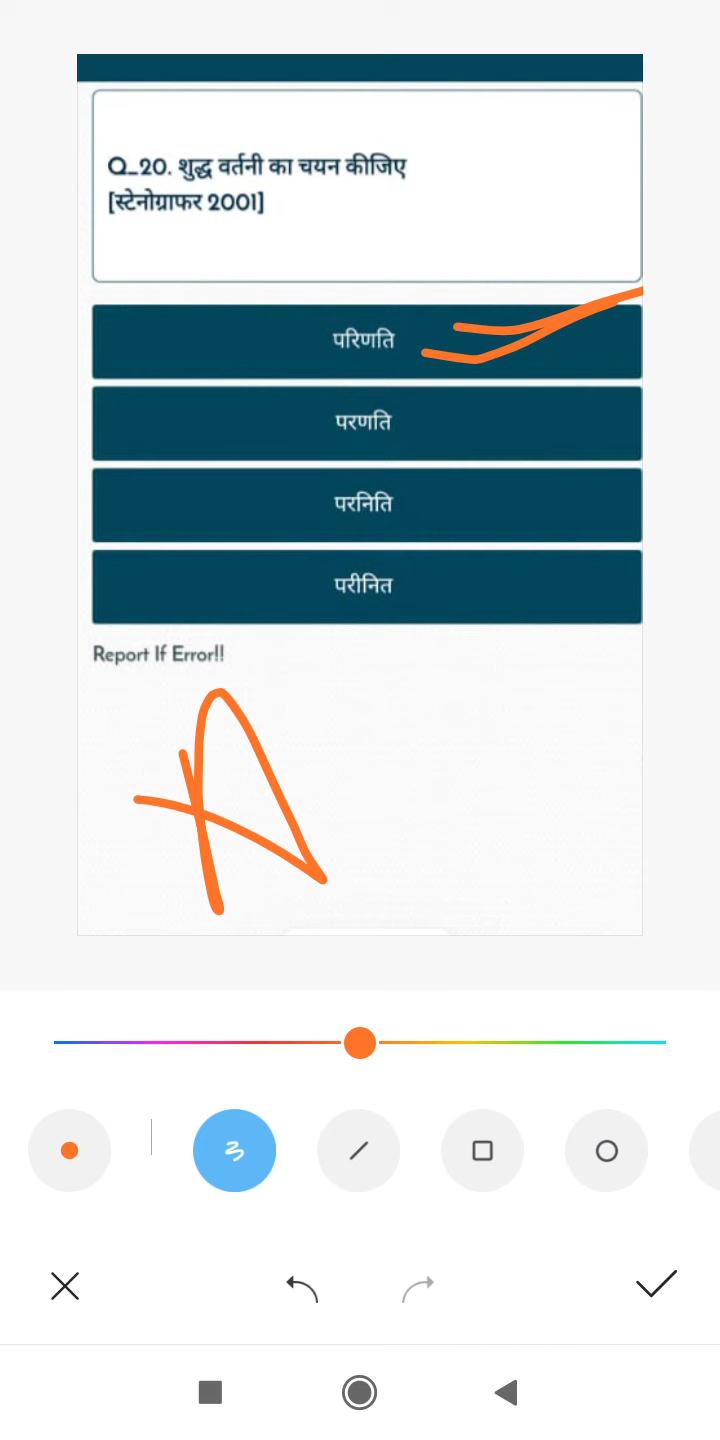 Q_20. शुद्ध वर्तनी का चयन कीजिए
[स्टेनोग्राफर 2001]
परिणति
परणति
परनिति
परीनित
Report If Error!!
A